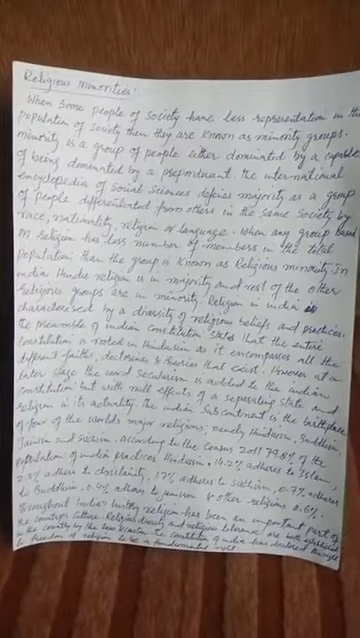 Religious minorities:
When some people of society have less representation in the
population of society then they are known as minority groups.
minority is a group of people either dominated by a capable
of being dominated by a preponduant the international
encyclopedia of social Sciences defines majority as a group
of people differentiated from others in the same society by
race, nationality, religion or language. When any group based
on religion has less number of members in the total
population than the group is known as Religious minority. In
india Hindu religion is in majority and rest of the other
religious groups are in minority. Religion in india is
characterised by a diversity of religious beliefs and practices.
the preamble of indian constitution states that the entire
constitution is rooted in Hinduism as it encompasses all the
different faiths, doctrines & theories that exist. However at a
later stage the word secularism is added to the indian
constitution but with null effects of a separating state and
religion in its actuality. The indian Subcontinent is the birthplace
of four of the worlds major religions, namely Hinduism, Buddhism,
Jainism and sikhism. According to the census 2011 79.8% of the
population of india practices Hinduism, 14.2% adheres to Islam,
2.3% adhere to christianity, 1.7% adheres to sikhism, 0.7% adheres
to Buddhism, 0.4% adhere to jainism & other religions 0.6%.
Throughout India's history religion has been an important part of
the country's culture. Religious diversity and religious tolerance are both established
in the country by the law & custom. The constitution of india has declared the right
to freedom of religion to be a fundamental right